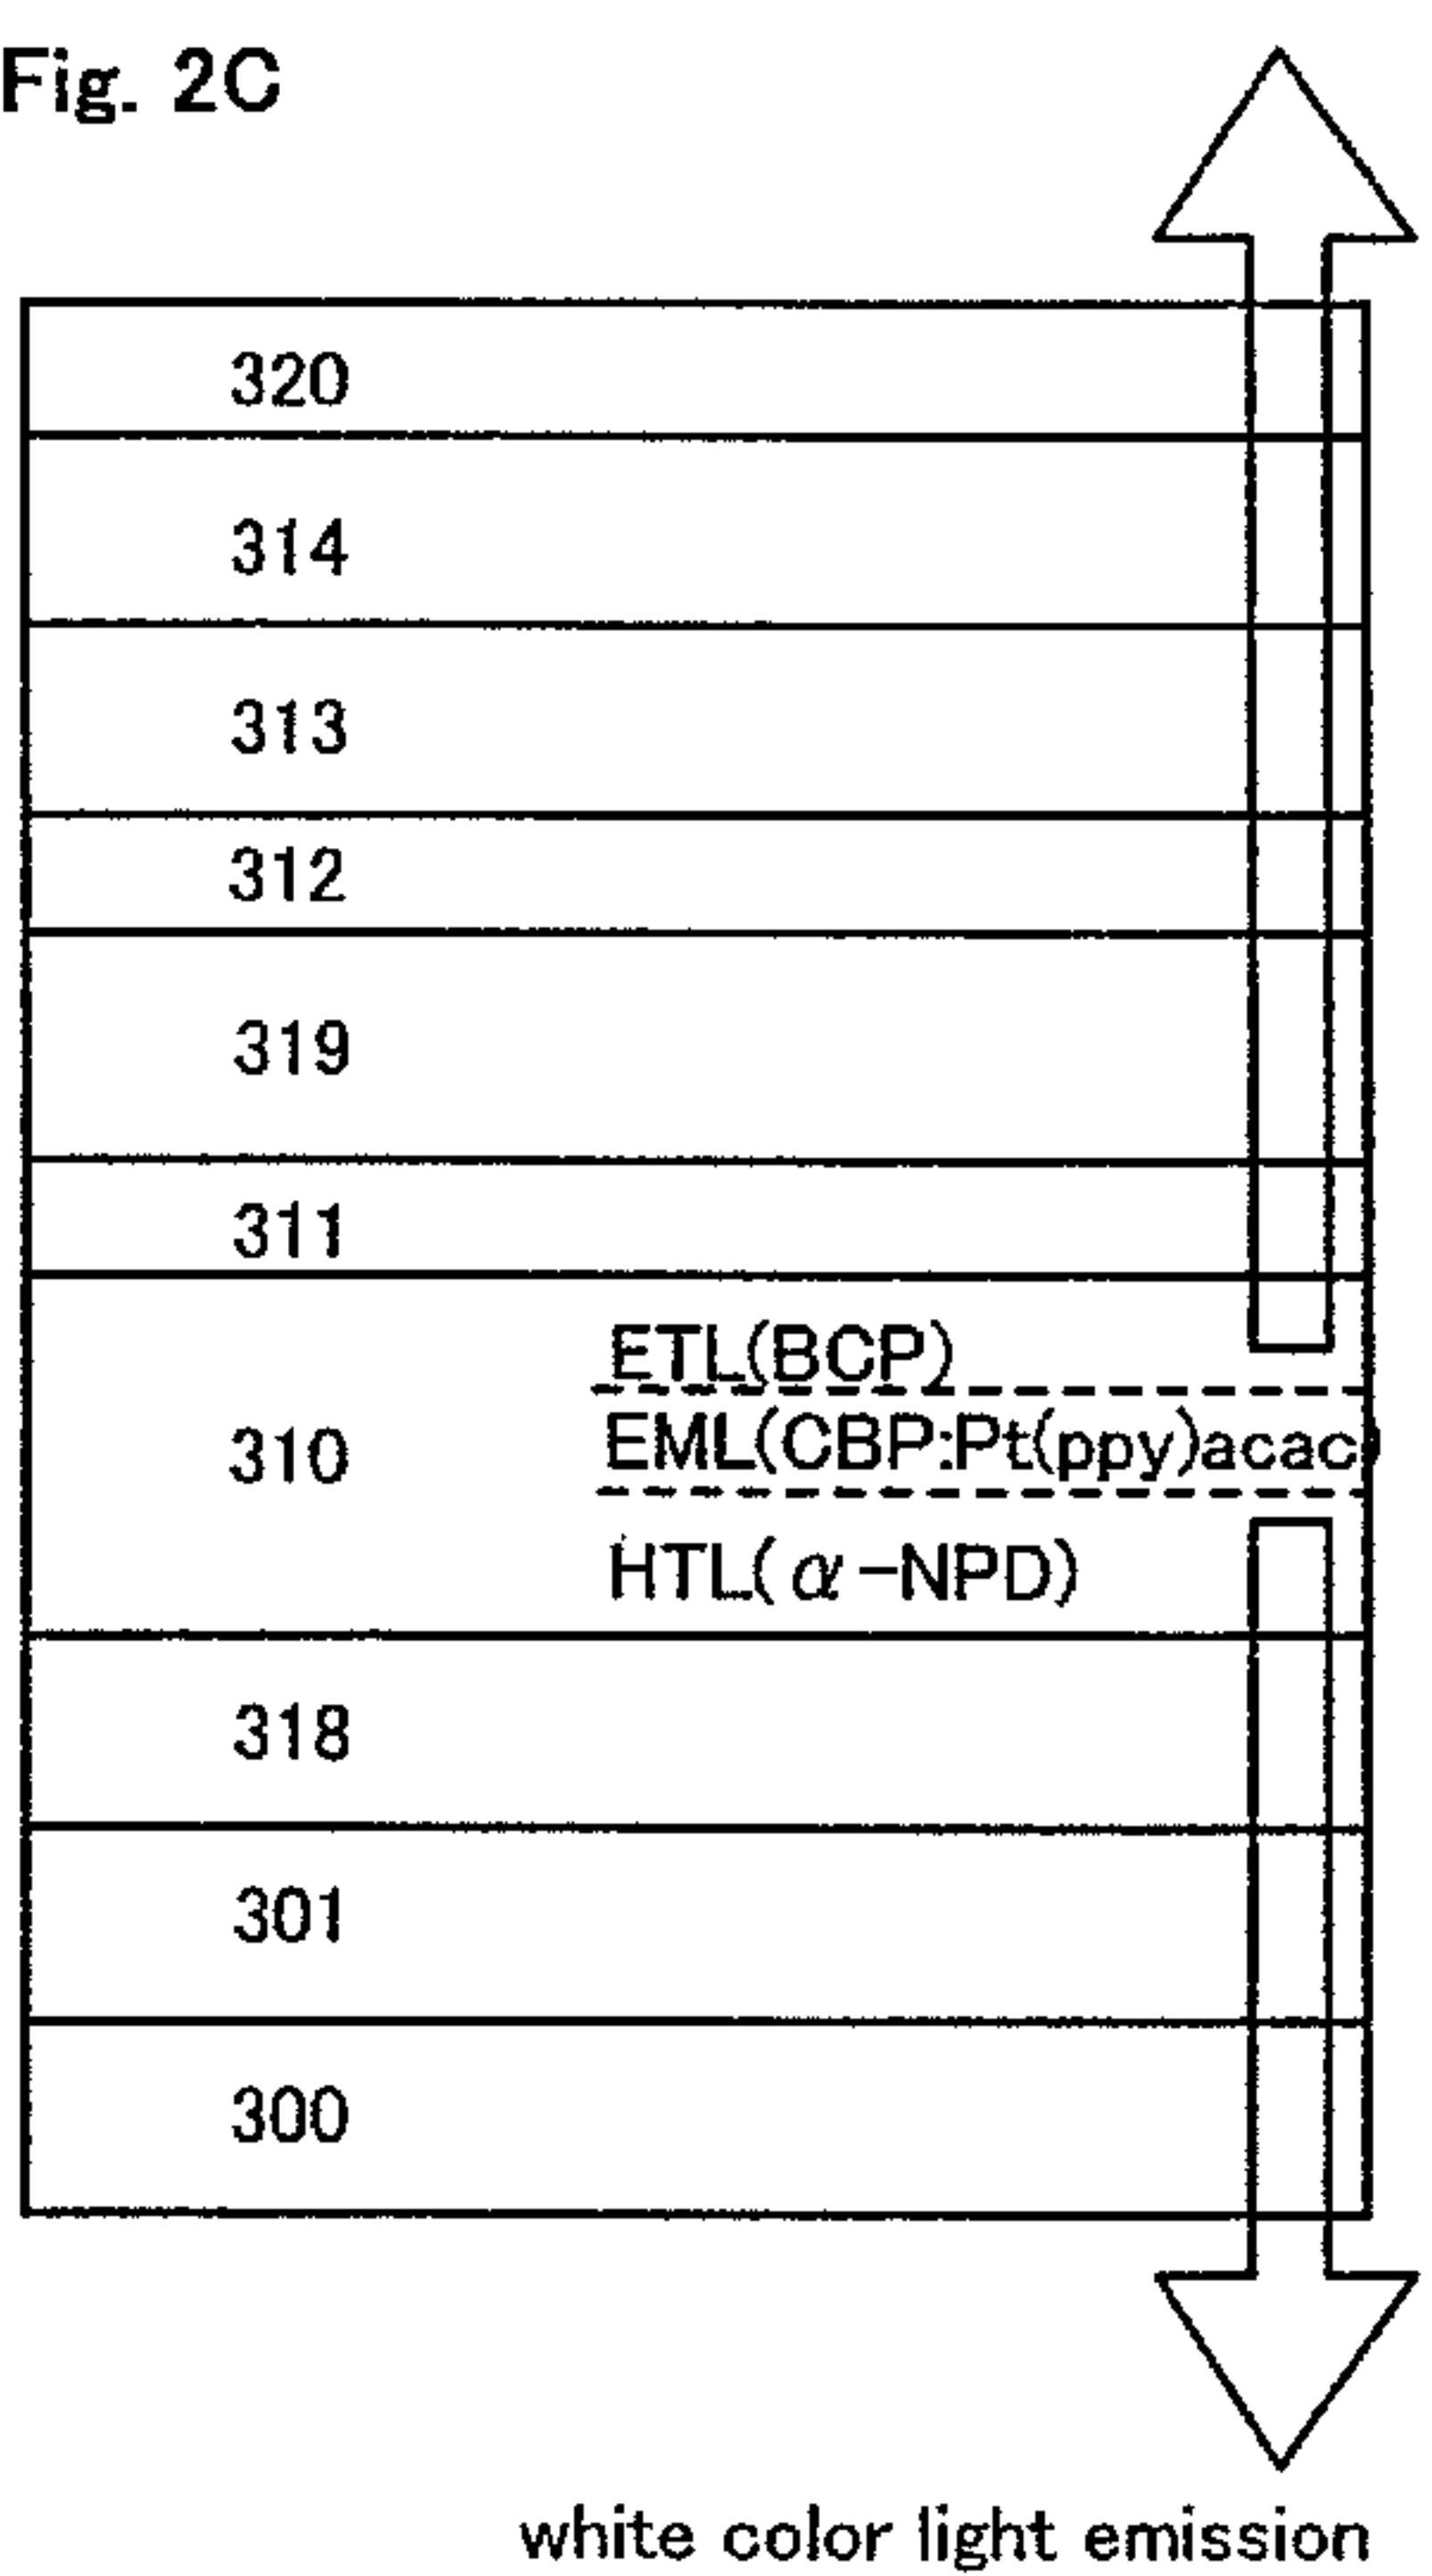 Fig. 2C
320
314
313
312
319
311
ETL(BCP)
310 EML(CBP:Pt(ppy)acac)
HTL(α-NPD)
318
301
300
white color light emission